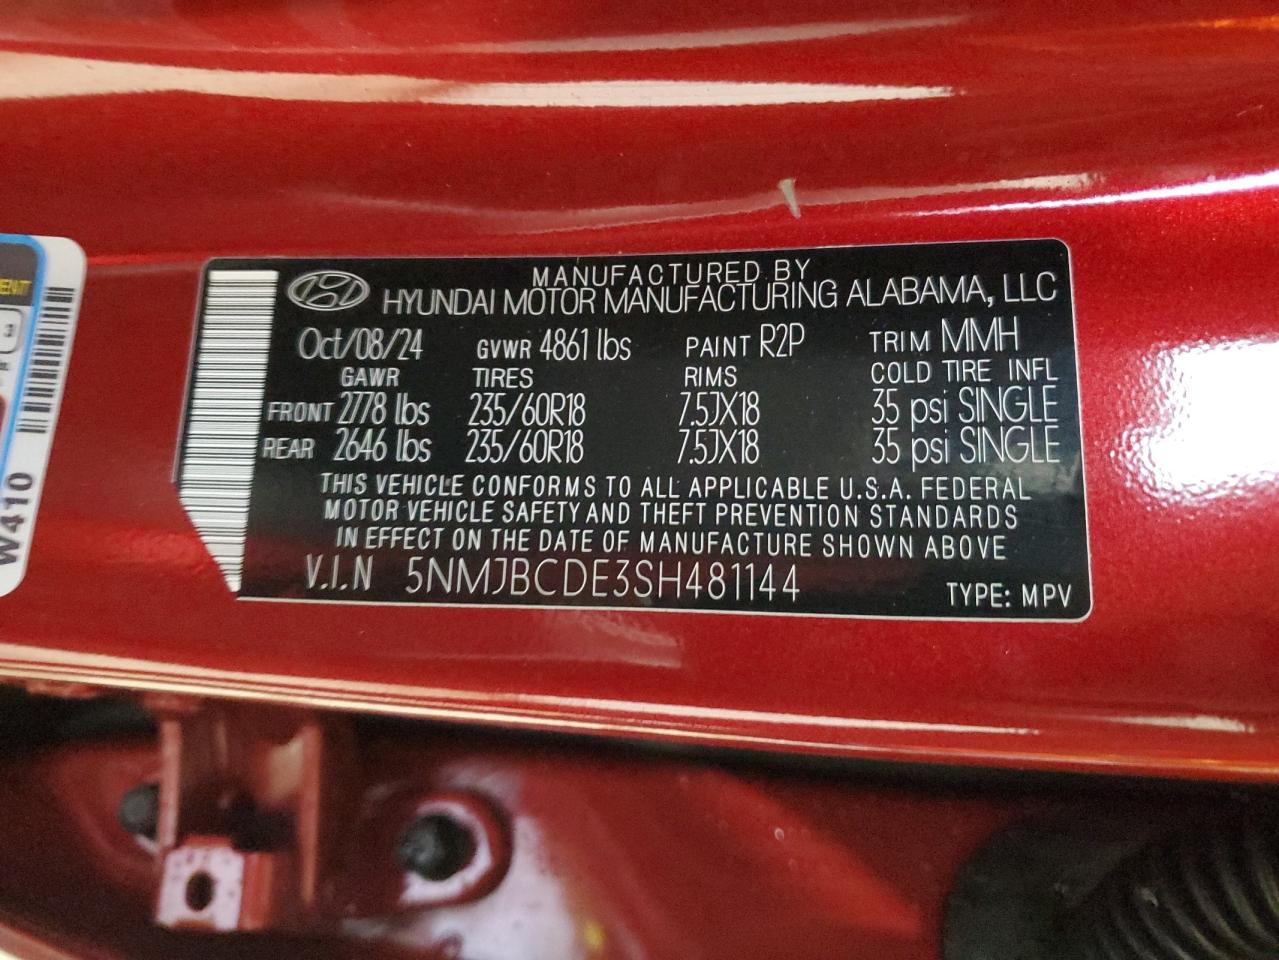 MANUFACTURED BY
HYUNDAI MOTOR MANUFACTURING ALABAMA, LLC
Oct/08/24 GVWR 4861 lbs PAINT R2P TRIM MMH
GAWR TIRES RIMS COLD TIRE INFL
FRONT 2778 lbs 235/60R18 7.5JX18 35 psi SINGLE
REAR 2646 lbs 235/60R18 7.5JX18 35 psi SINGLE
THIS VEHICLE CONFORMS TO ALL APPLICABLE U.S.A. FEDERAL
MOTOR VEHICLE SAFETY AND THEFT PREVENTION STANDARDS
IN EFFECT ON THE DATE OF MANUFACTURE SHOWN ABOVE
V.I.N 5NMJBCDE3SH481144 TYPE: MPV
W410